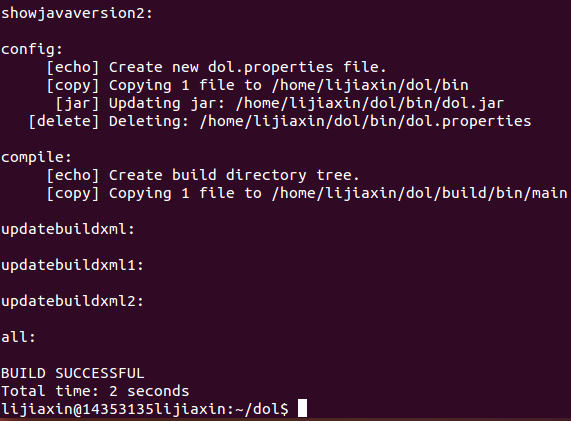 showjavaversion2:
config:
[echo] Create new dol.properties file.
[copy] Copying 1 file to /home/lijiaxin/dol/bin
[jar] Updating jar: /home/lijiaxin/dol/bin/dol.jar
[delete] Deleting: /home/lijiaxin/dol/bin/dol.properties
compile:
[echo] Create build directory tree.
[copy] Copying 1 file to /home/lijiaxin/dol/build/bin/main
updatebuildxml:
updatebuildxml1:
updatebuildxml2:
all:
BUILD SUCCESSFUL
Total time: 2 seconds
lijiaxin@14353135lijiaxin:~/dol$